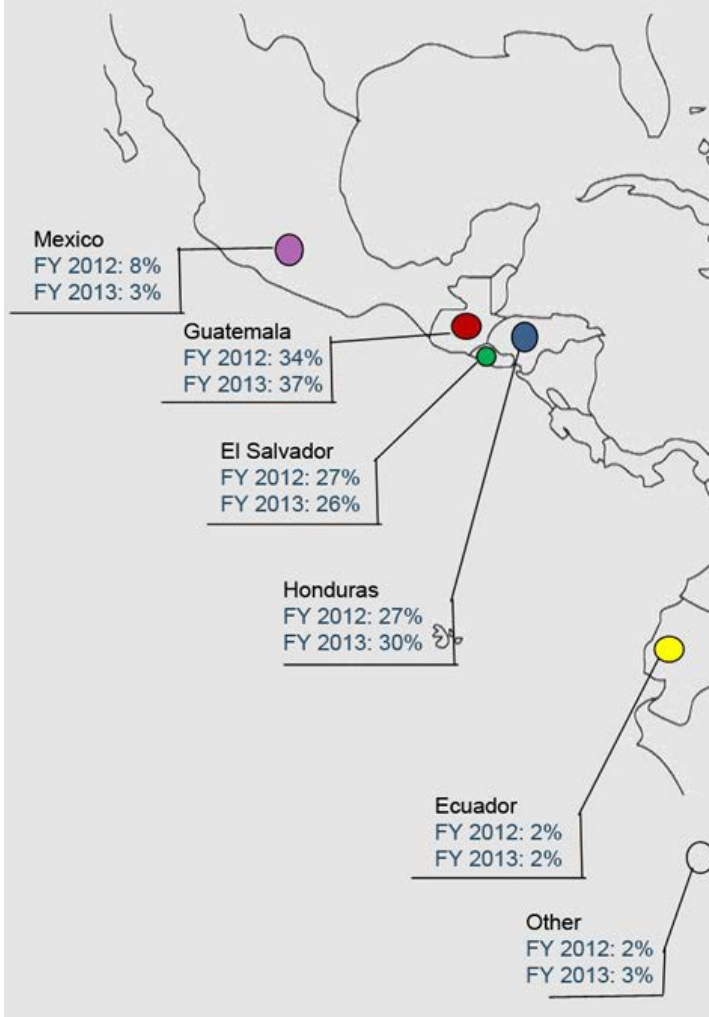 Mexico
FY 2012: 8%
FY 2013: 3%
Guatemala
FY 2012: 34%
FY 2013: 37%
El Salvador
FY 2012: 27%
FY 2013: 26%
Honduras
FY 2012: 27%
FY 2013: 30%
Ecuador
FY 2012: 2%
FY 2013: 2%
Other
FY 2012: 2%
FY 2013: 3%